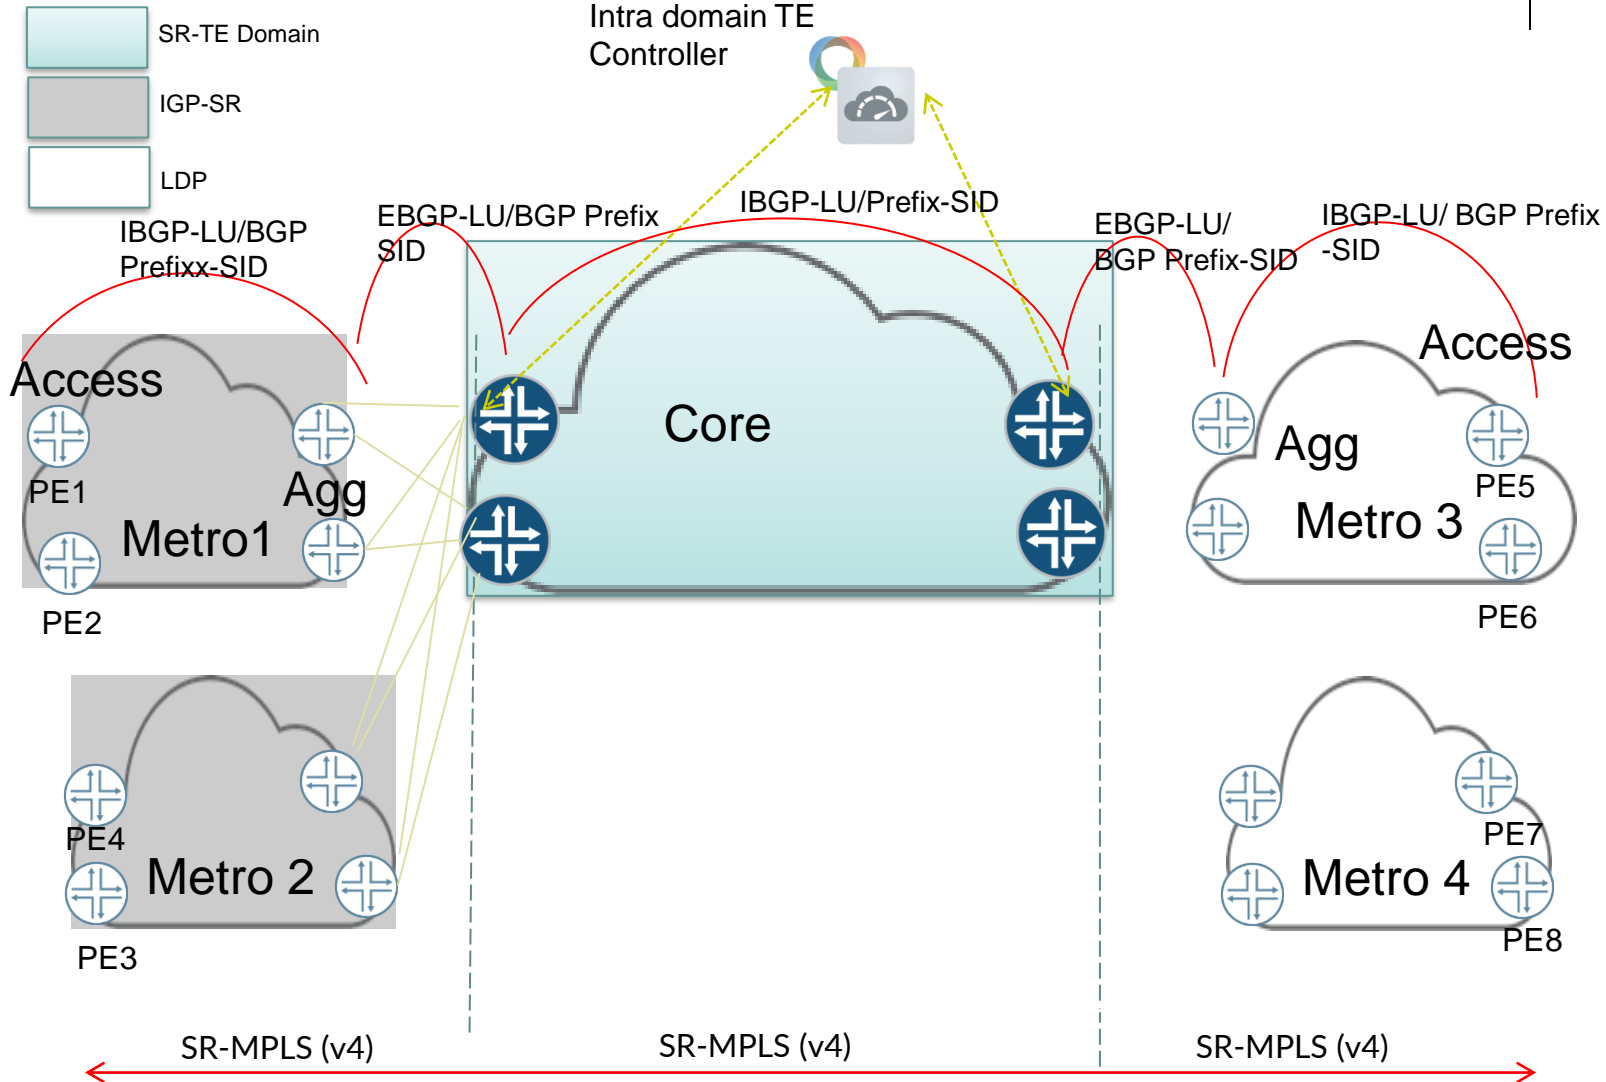 Intra domain TE
Controller
SR-TE Domain
IGP-SR
LDP
IBGP-LU/BGP
Prefixx-SID
EBGP-LU/BGP Prefix
SID
IBGP-LU/Prefix-SID
EBGP-LU/
BGP Prefix-SID
IBGP-LU/ BGP Prefix
-SID
Access
PE1
Agg
Metro1
PE2
Core
Access
Agg
PE5
Metro 3
PE6
PE4
Metro 2
PE3
PE7
Metro 4
PE8
SR-MPLS (v4)
SR-MPLS (v4)
SR-MPLS (v4)